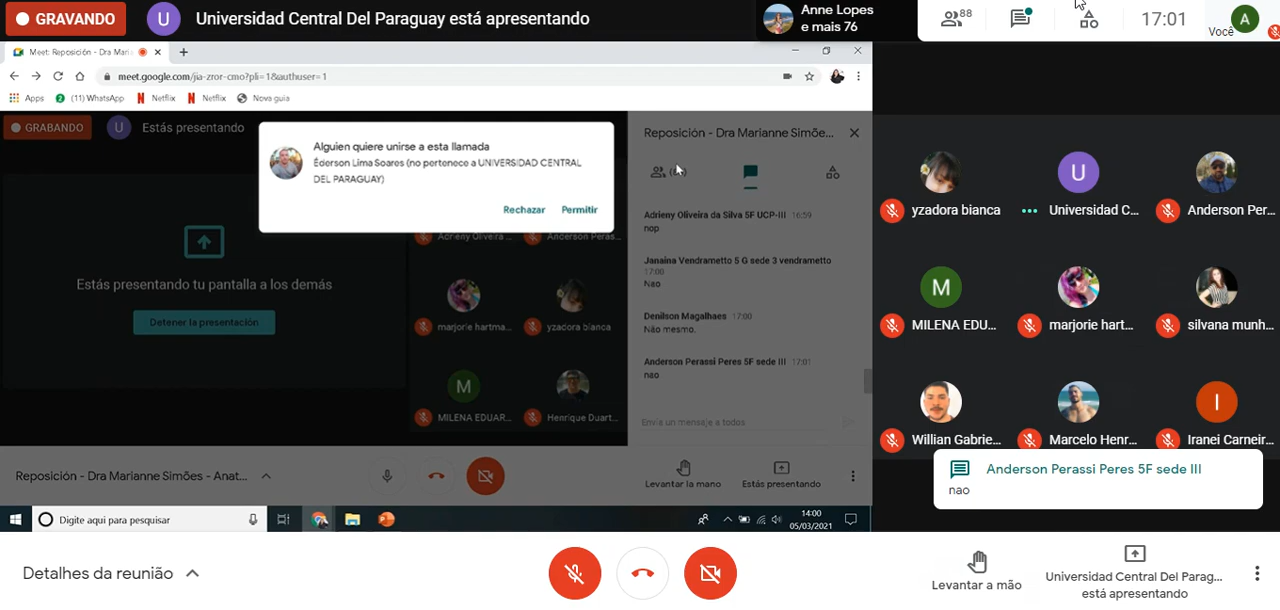 GRAVANDO
U
Universidad Central Del Paraguay está apresentando
Anne Lopes
e mais 76
88
17:01
Você
A
Meet: Reposición - Dra Mari
meet.google.com/jia-zror-cmo?pli=1&authuser=1
Apps
(11) WhatsApp
Netflix
Netflix
Nova guia
GRABANDO
U
Estás presentando
Alguien quiere unirse a esta llamada
Éderson Lima Soares (no pertenece a UNIVERSIDAD CENTRAL
DEL PARAGUAY)
Rechazar
Permitir
Estás presentando tu pantalla a los demás
Detener la presentación
Adrieny Oliveira ...
Anderson Peras...
marjorie hartma...
yzadora bianca
M
MILENA EDUAR...
Henrique Duart...
Reposición - Dra Marianne Simõe...
Adrieny Oliveira da Silva 5F UCP-III 16:59
nop
Janaina Vendrametto 5 G sede 3 vendrametto
17:00
Nao
Denilson Magalhaes 17:00
Não mesmo.
Anderson Perassi Peres 5F sede III 17:01
nao
Envía un mensaje a todos
Reposición - Dra Marianne Simões - Anat...
Levantar la mano
Estás presentando
Digite aqui para pesquisar
14:00
05/03/2021
yzadora bianca
U
Universidad C...
Anderson Per...
M
MILENA EDU...
marjorie hart...
silvana munh...
Willian Gabrie...
Marcelo Henr...
I
Iranei Carneir...
Anderson Perassi Peres 5F sede III
nao
Detalhes da reunião
Levantar a mão
Universidad Central Del Parag...
está apresentando